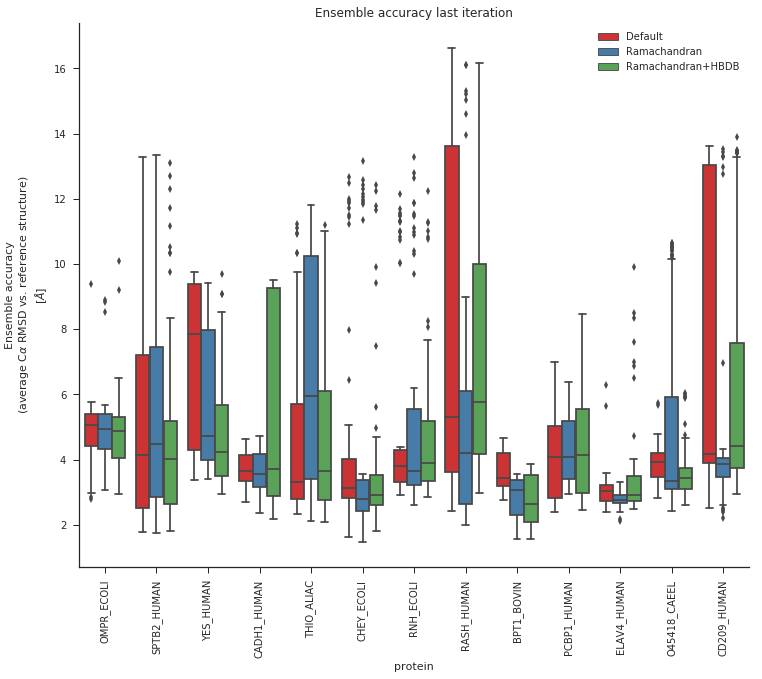 Ensemble accuracy last iteration
Default
Ramachandran
Ramachandran+HBDB
Ensemble accuracy
(average Cα RMSD vs. reference structure)
[Å]
16
14
12
10
8
6
4
2
OMPR_ECOLI
SPTB2_HUMAN
YES_HUMAN
CADH1_HUMAN
THIO_ALIAC
CHEY_ECOLI
RNH_ECOLI
RASH_HUMAN
BPT1_BOVIN
PCBP1_HUMAN
ELAV4_HUMAN
O45418_CAEEL
CD209_HUMAN
protein